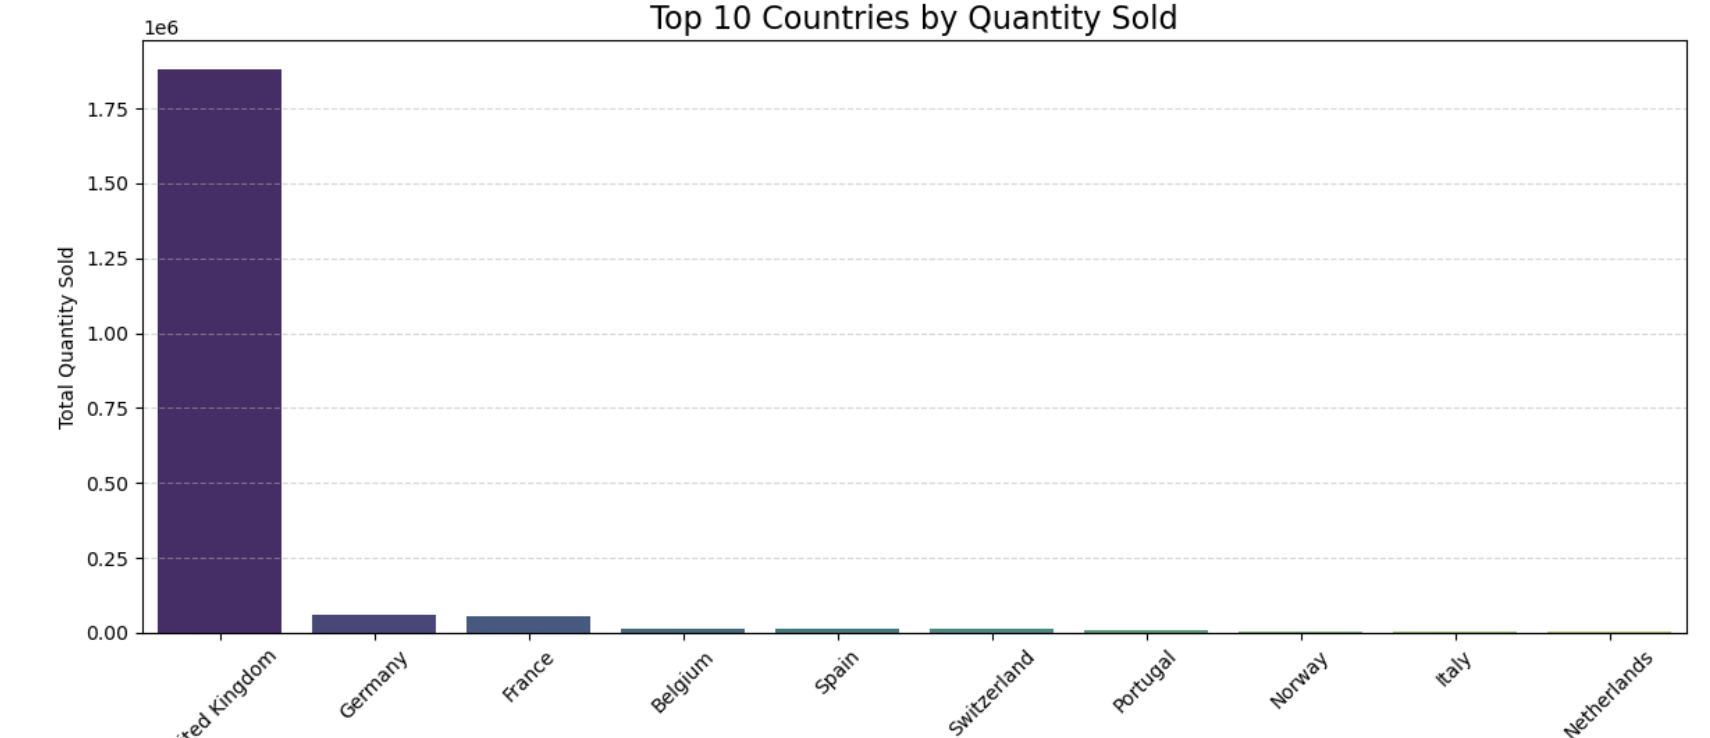 Top 10 Countries by Quantity Sold
1e6
1.75
1.50
1.25
1.00
0.75
0.50
0.25
0.00
Total Quantity Sold
ted Kingdom
Germany
France
Belgium
Spain
Switzerland
Portugal
Norway
Italy
Netherlands